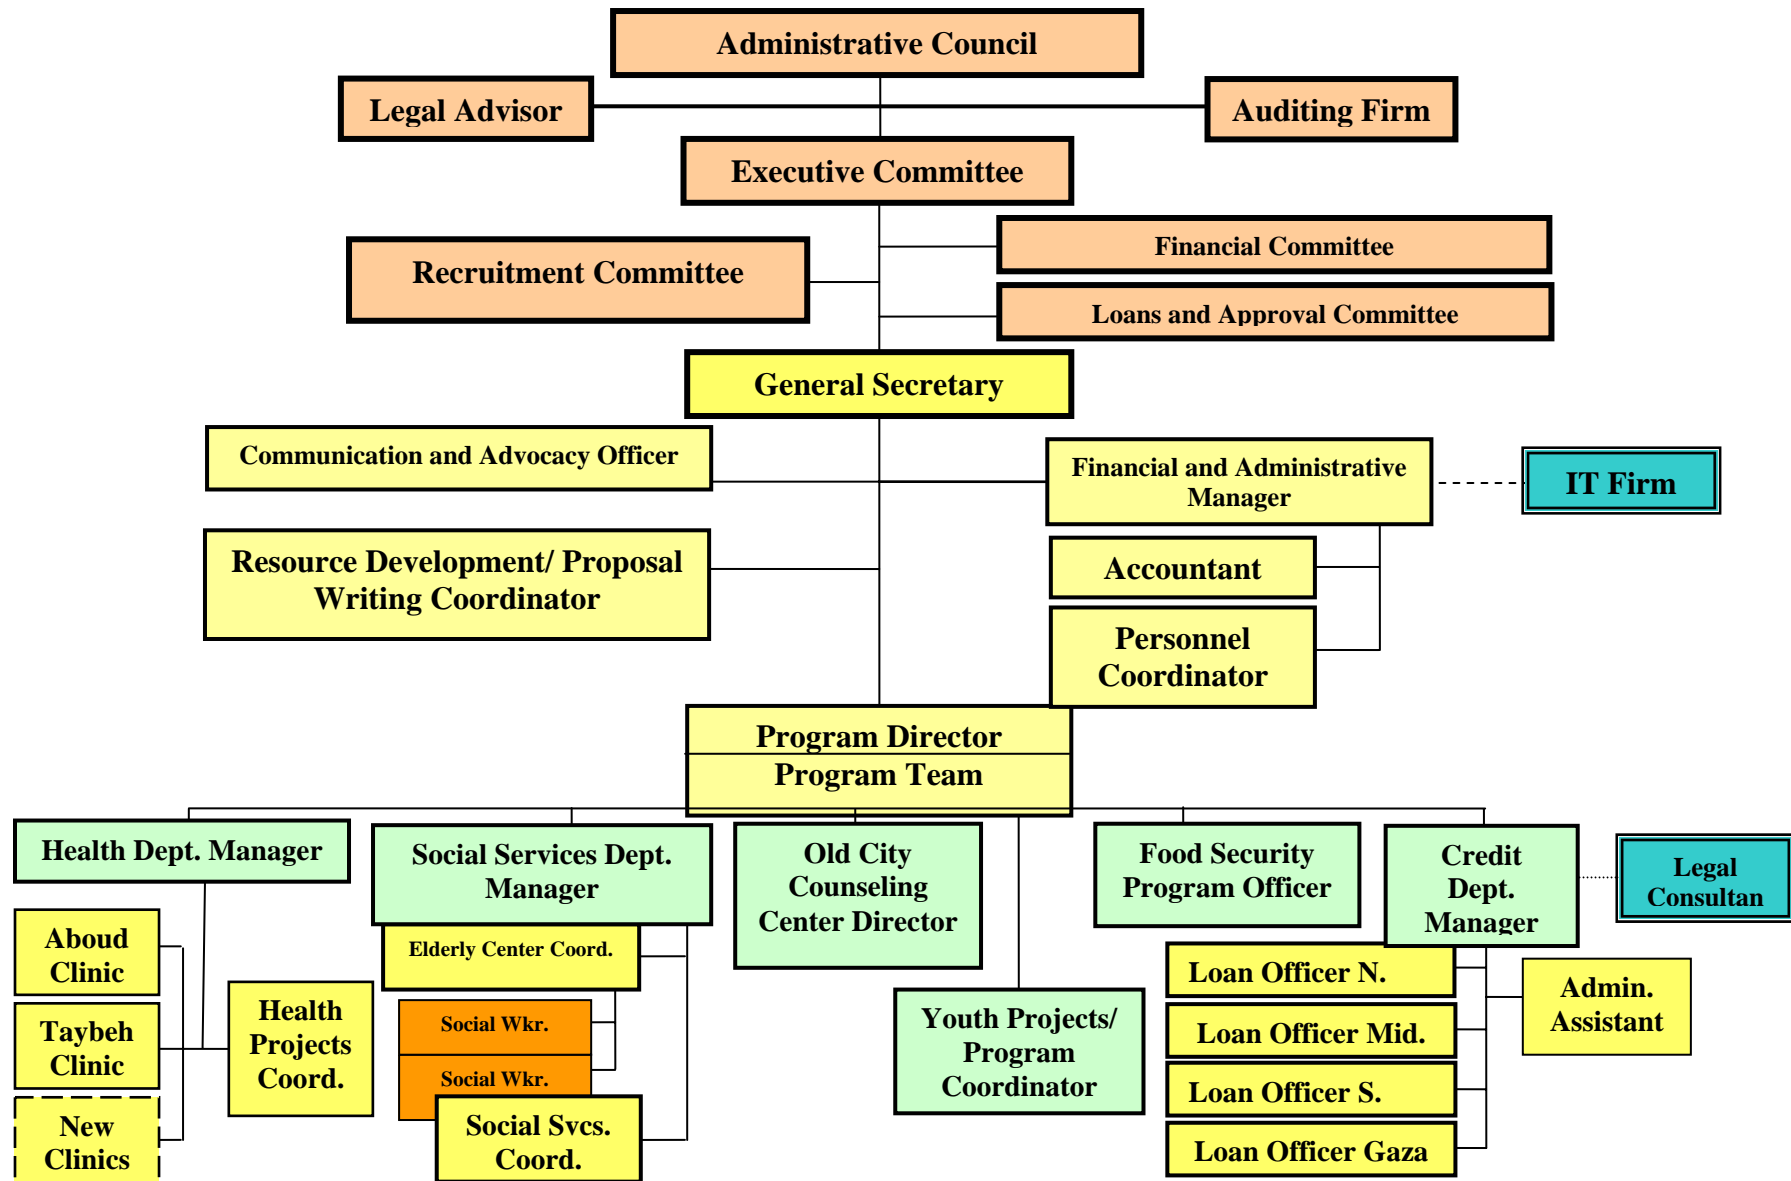 Administrative Council
Legal Advisor
Auditing Firm
Executive Committee
Recruitment Committee
Financial Committee
Loans and Approval Committee
General Secretary
Communication and Advocacy Officer
Financial and Administrative
Manager
IT Firm
Resource Development/ Proposal
Writing Coordinator
Accountant
Personnel
Coordinator
Program Director
Program Team
Health Dept. Manager
Social Services Dept.
Manager
Old City
Counseling
Center Director
Food Security
Program Officer
Credit
Dept.
Manager
Legal
Consultan
Aboud
Clinic
Taybeh
Clinic
New
Clinics
Health
Projects
Coord.
Elderly Center Coord.
Social Wkr.
Social Wkr.
Social Svcs.
Coord.
Youth Projects/
Program
Coordinator
Loan Officer N.
Loan Officer Mid.
Loan Officer S.
Loan Officer Gaza
Admin.
Assistant